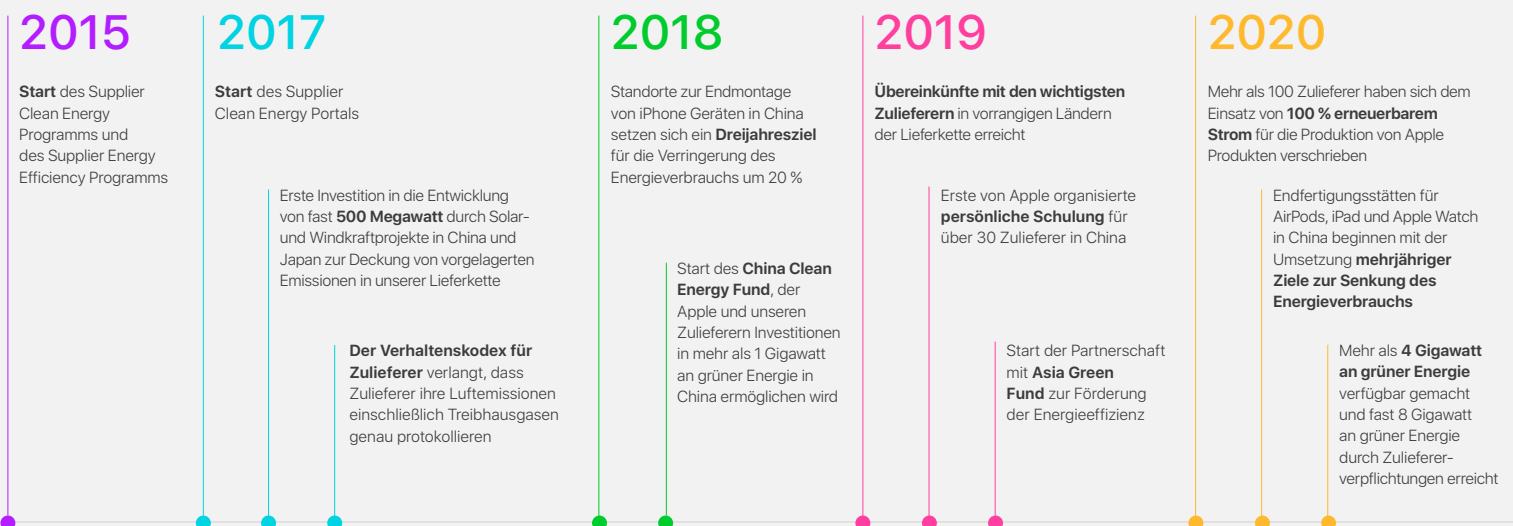 2015
Start des Supplier
Clean Energy
Programms und
des Supplier Energy
Efficiency Programms
2017
Start des Supplier
Clean Energy Portals
Erste Investition in die Entwicklung
von fast 500 Megawatt durch Solar-
und Windkraftprojekte in China und
Japan zur Deckung von vorgelagerten
Emissionen in unserer Lieferkette
Der Verhaltenskodex für
Zulieferer verlangt, dass
Zulieferer ihre Luftemissionen
einschließlich Treibhausgasen
genau protokollieren
2018
Standorte zur Endmontage
von iPhone Geräten in China
setzen sich ein Dreijahresziel
für die Verringerung des
Energieverbrauchs um 20 %
Start des China Clean
Energy Fund, der
Apple und unseren
Zulieferern Investitionen
in mehr als 1 Gigawatt
an grüner Energie in
China ermöglichen wird
2019
Übereinkünfte mit den wichtigsten
Zulieferern in vorrangigen Ländern
der Lieferkette erreicht
Erste von Apple organisierte
persönliche Schulung für
über 30 Zulieferer in China
Start der Partnerschaft
mit Asia Green
Fund zur Förderung
der Energieeffizienz
2020
Mehr als 100 Zulieferer haben sich dem
Einsatz von 100 % erneuerbarem
Strom für die Produktion von Apple
Produkten verschrieben
Endfertigungsstätten für
AirPods, iPad und Apple Watch
in China beginnen mit der
Umsetzung mehrjähriger
Ziele zur Senkung des
Energieverbrauchs
Mehr als 4 Gigawatt
an grüner Energie
verfügbar gemacht
und fast 8 Gigawatt
an grüner Energie
durch Zulieferer-
verpflichtungen erreicht